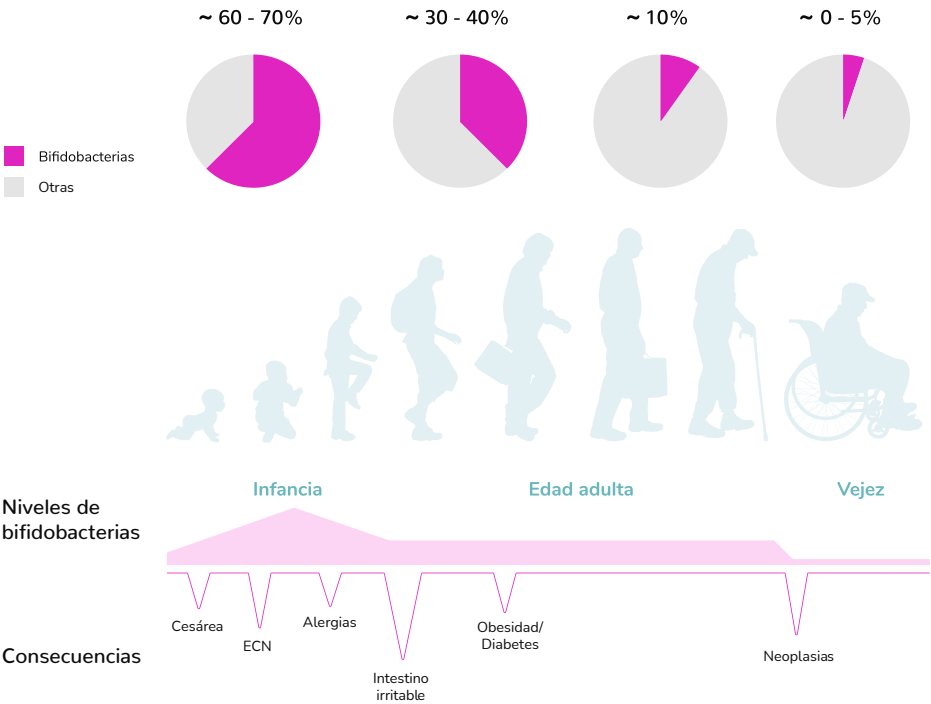 ~ 60 - 70%
~ 30 - 40%
~ 10%
~ 0 - 5%
Bifidobacterias
Otras
Infancia
Edad adulta
Vejez
Niveles de
bifidobacterias
Cesárea
ECN
Alergias
Intestino
irritable
Obesidad/
Diabetes
Neoplasias
Consecuencias